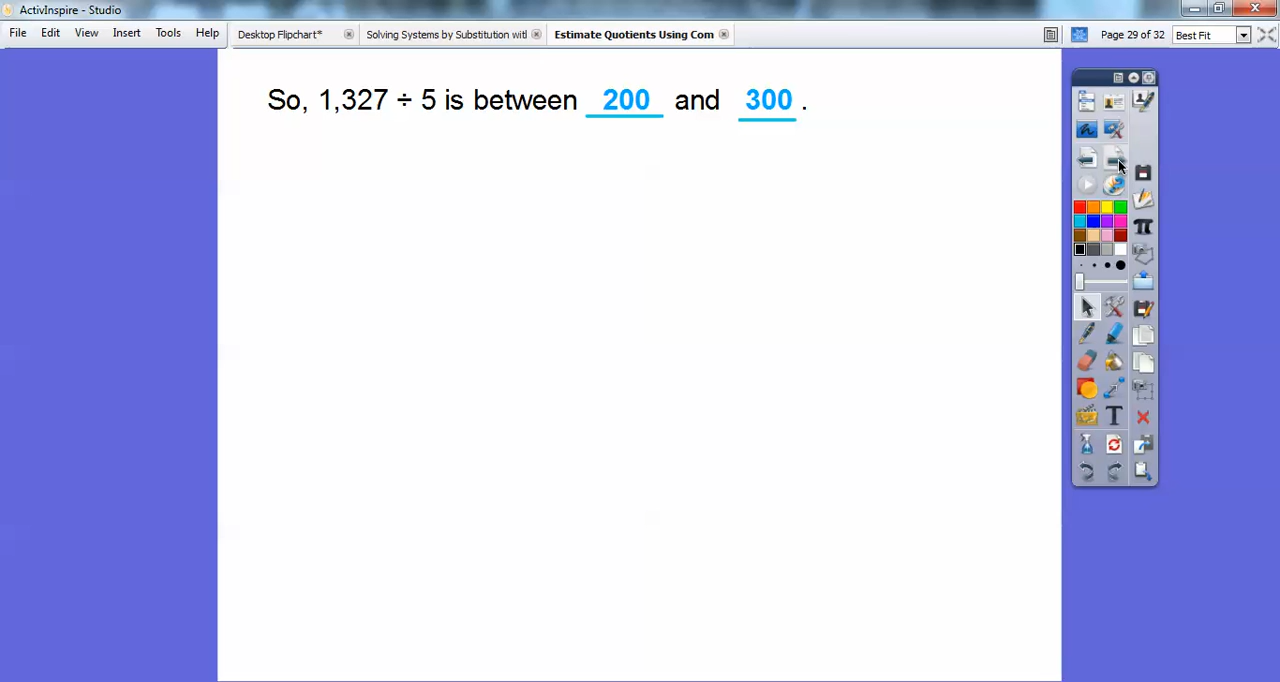 ActivInspire - Studio
File Edit View Insert Tools Help
Desktop Flipchart* Solving Systems by Substitution witl Estimate Quotients Using Com
Page 29 of 32 Best Fit
So, 1,327 ÷ 5 is between 200 and 300 .